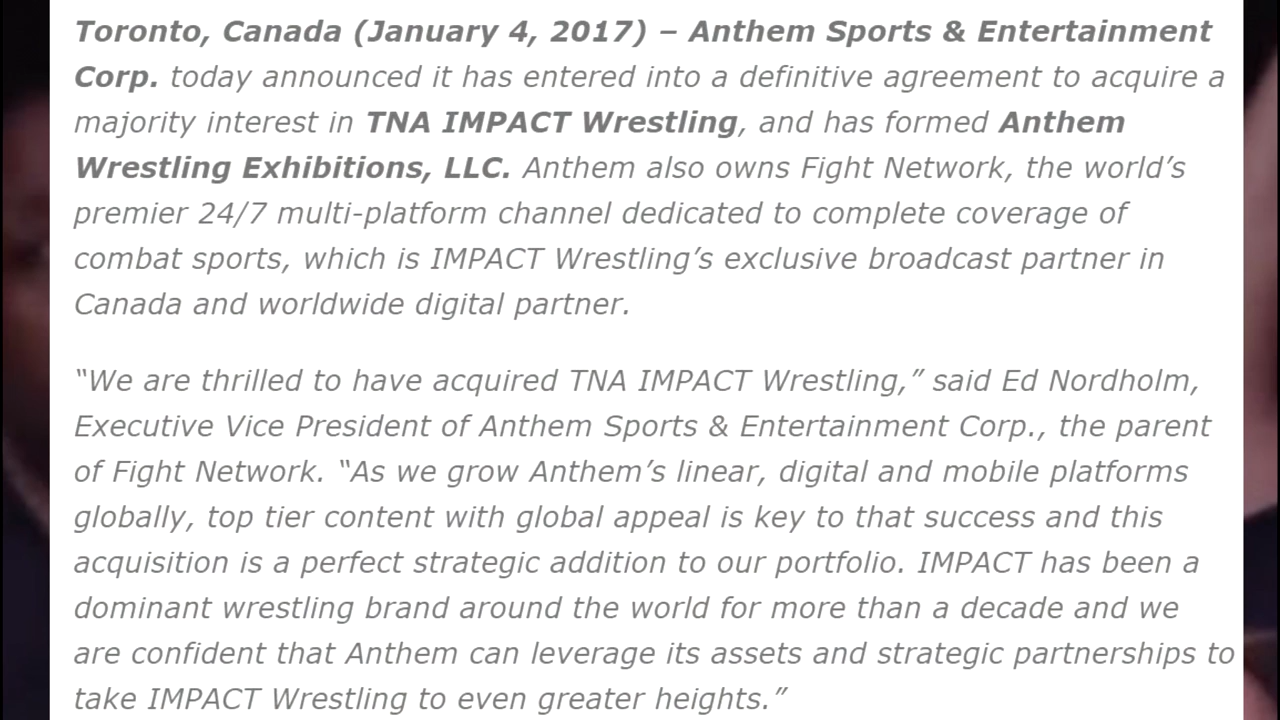 Toronto, Canada (January 4, 2017) – Anthem Sports & Entertainment
Corp. today announced it has entered into a definitive agreement to acquire a
majority interest in TNA IMPACT Wrestling, and has formed Anthem
Wrestling Exhibitions, LLC. Anthem also owns Fight Network, the world’s
premier 24/7 multi-platform channel dedicated to complete coverage of
combat sports, which is IMPACT Wrestling’s exclusive broadcast partner in
Canada and worldwide digital partner.
“We are thrilled to have acquired TNA IMPACT Wrestling,” said Ed Nordholm,
Executive Vice President of Anthem Sports & Entertainment Corp., the parent
of Fight Network. “As we grow Anthem’s linear, digital and mobile platforms
globally, top tier content with global appeal is key to that success and this
acquisition is a perfect strategic addition to our portfolio. IMPACT has been a
dominant wrestling brand around the world for more than a decade and we
are confident that Anthem can leverage its assets and strategic partnerships to
take IMPACT Wrestling to even greater heights.”